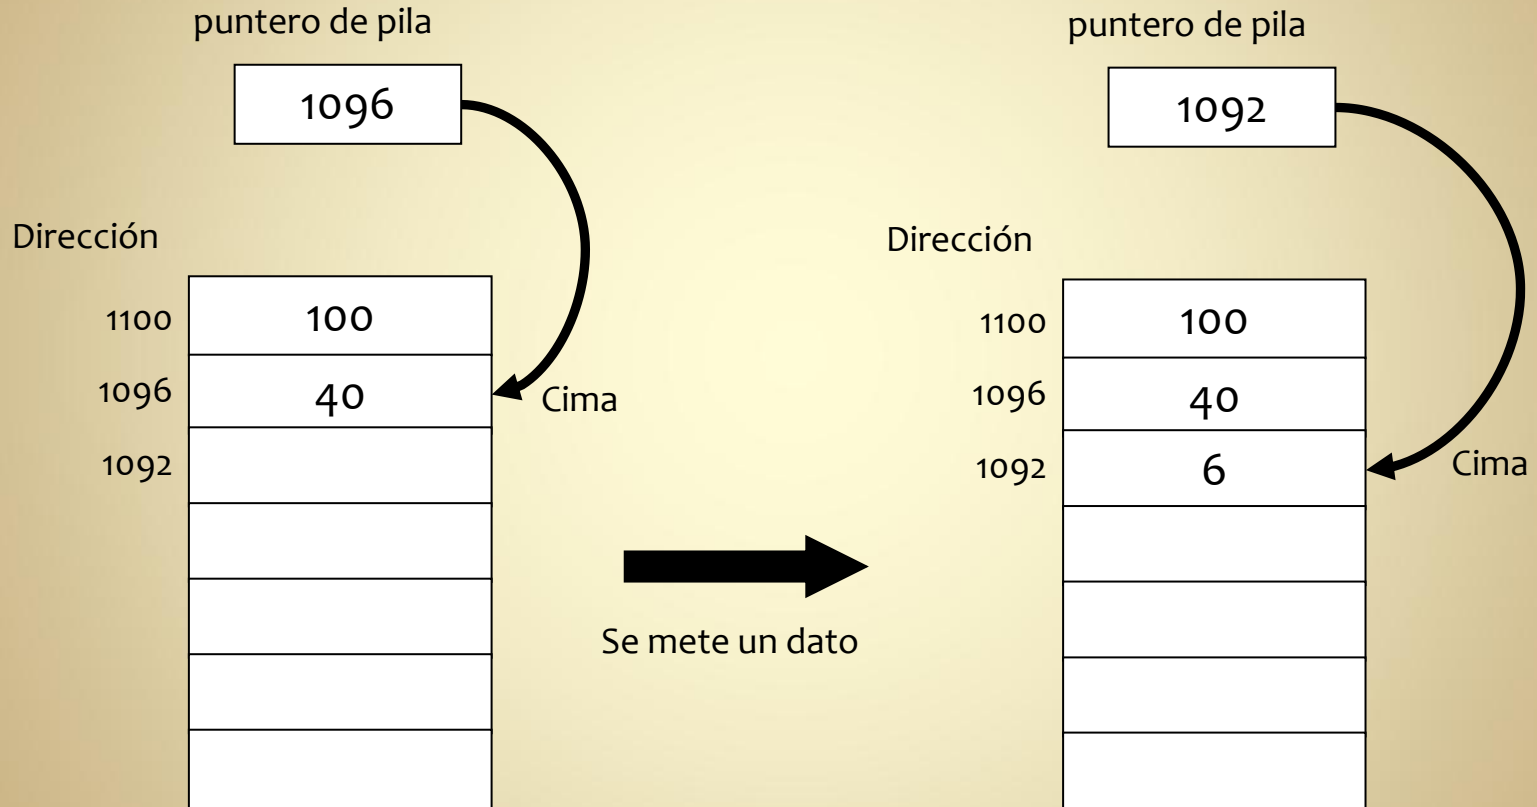 puntero de pila
1096
Dirección
1100 100
1096 40 Cima
1092
Se mete un dato
puntero de pila
1092
Dirección
1100 100
1096 40
1092 6 Cima